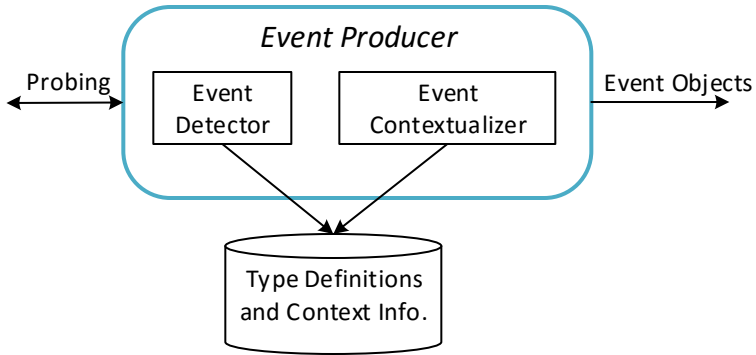 Event Producer
Probing
Event
Detector
Event
Contextualizer
Event Objects
Type Definitions
and Context Info.